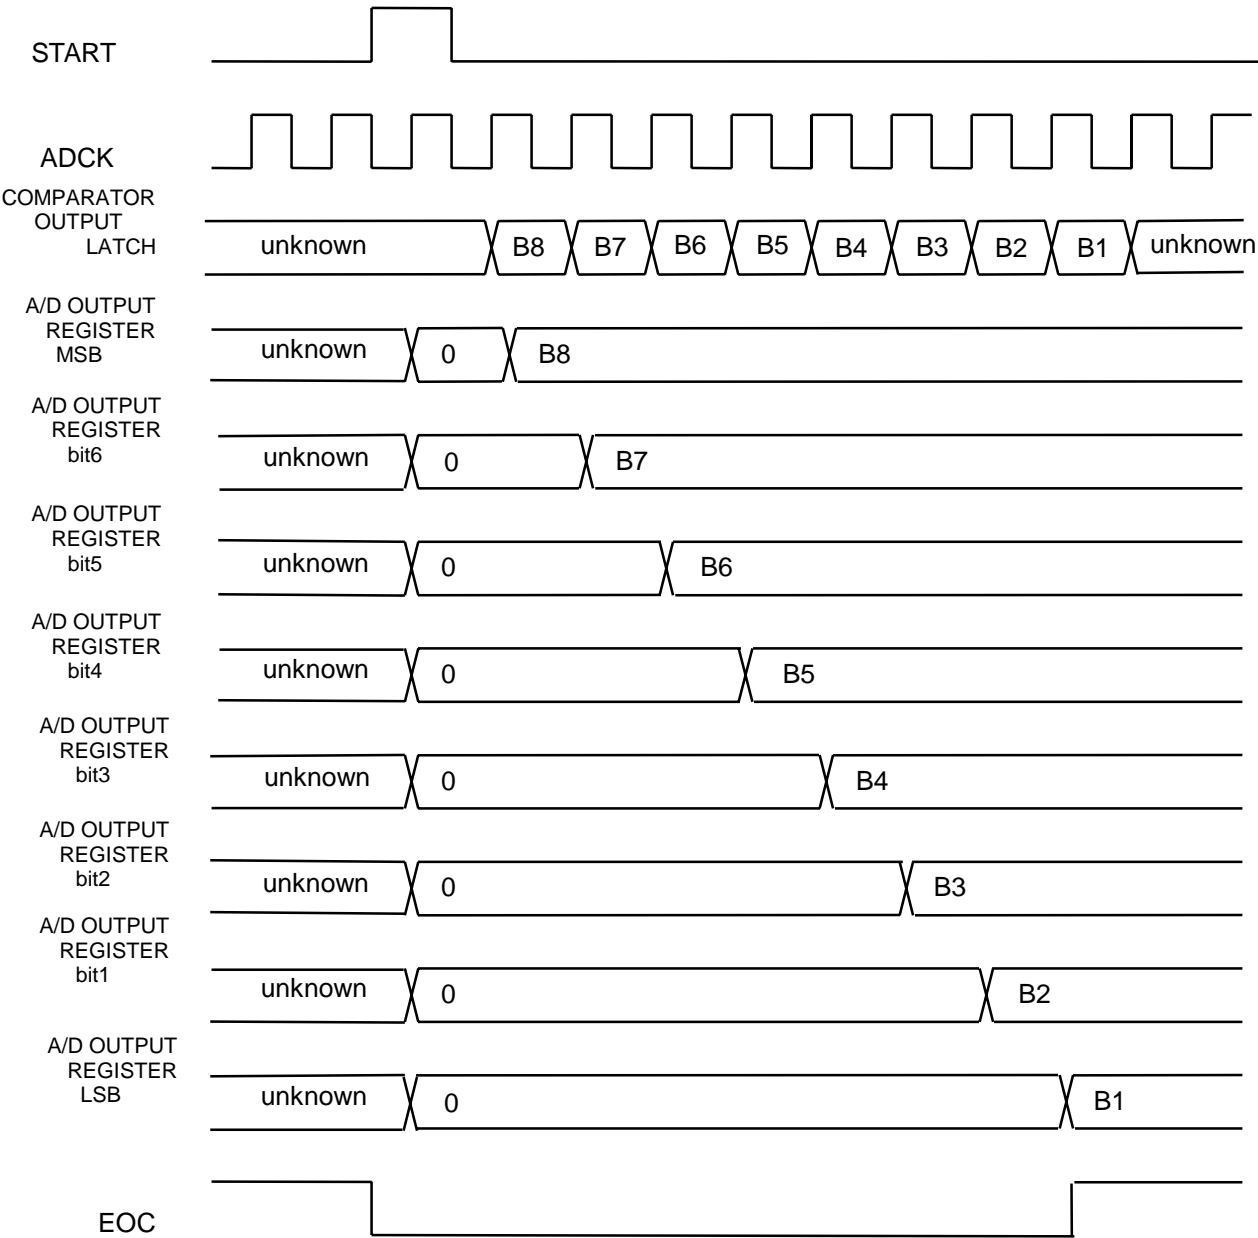 START
ADCK
COMPARATOR
OUTPUT
LATCH
unknown B8 B7 B6 B5 B4 B3 B2 B1 unknown
A/D OUTPUT
REGISTER
MSB
unknown 0 B8
A/D OUTPUT
REGISTER
bit6
unknown 0 B7
A/D OUTPUT
REGISTER
bit5
unknown 0 B6
A/D OUTPUT
REGISTER
bit4
unknown 0 B5
A/D OUTPUT
REGISTER
bit3
unknown 0 B4
A/D OUTPUT
REGISTER
bit2
unknown 0 B3
A/D OUTPUT
REGISTER
bit1
unknown 0 B2
A/D OUTPUT
REGISTER
LSB
unknown 0 B1
EOC